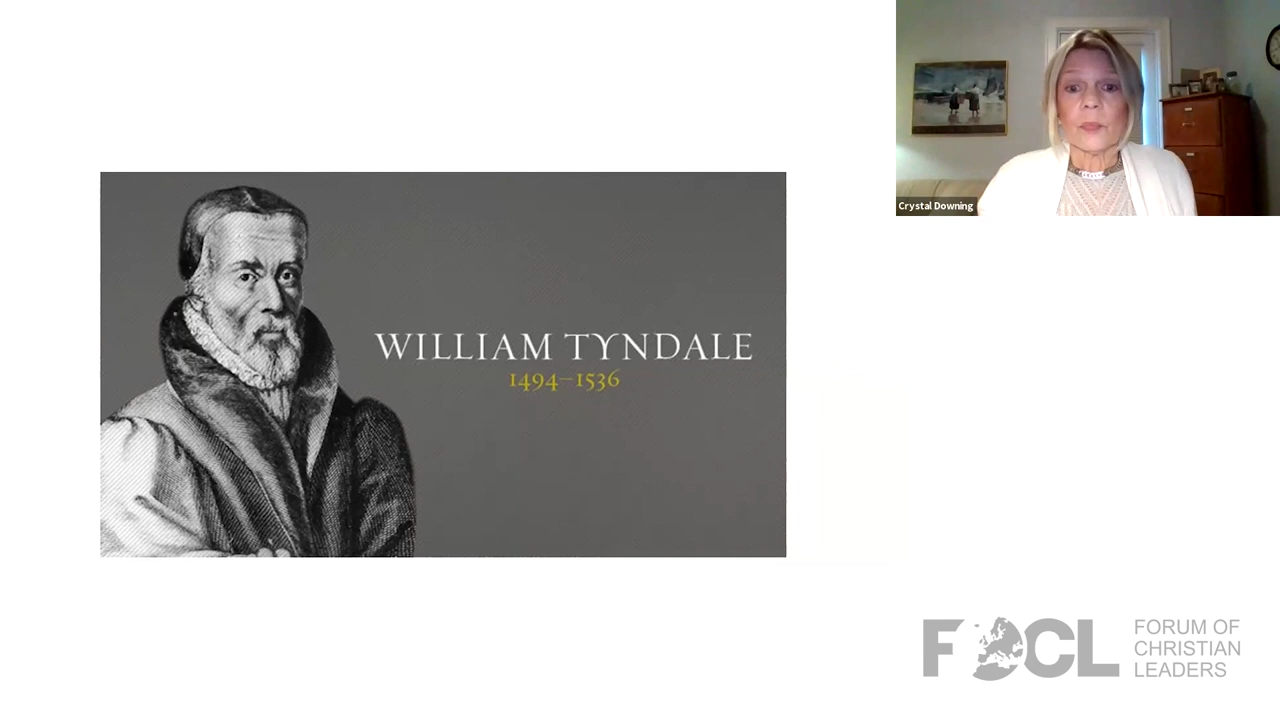 Crystal Downing
WILLIAM TYNDALE
1494–1536
FOCL
FORUM OF
CHRISTIAN
LEADERS